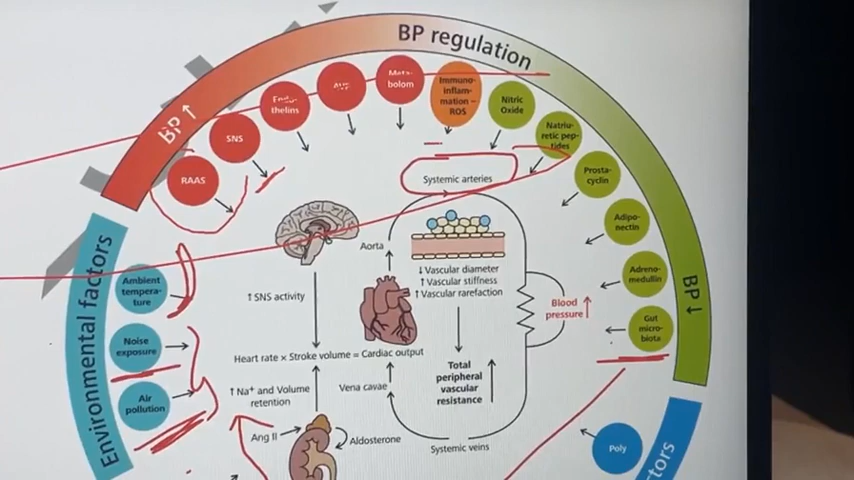 BP regulation
BP ↑
BP ↓
Environmental factors
RAAS
SNS
thelins
bolom
Immuno-
inflam-
mation –
ROS
Nitric
Oxide
Natriu-
retic pep-
tides
Prosta-
cyclin
Adipo-
nectin
Adreno-
medullin
Gut
micro-
biota
Ambient
tempera-
ture
Noise
exposure
Air
pollution
Systemic arteries
Aorta
↓ Vascular diameter
↑ Vascular stiffness
↑ Vascular rarefaction
↑ SNS activity
Blood
pressure ↑
Heart rate × Stroke volume = Cardiac output
Total
peripheral
vascular
resistance
↑ Na⁺ and Volume
retention
Vena cavae
Ang II
Aldosterone
Systemic veins
Poly